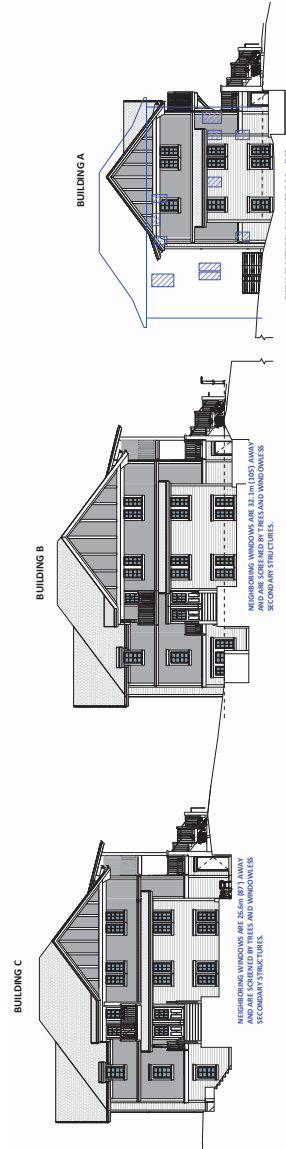 BUILDING A
BUILDING B
NEIGHBORING WINDOWS ARE 32.1m (105') AWAY
AND ARE SCREENED BY TREES AND WINDOWLESS
SECONDARY STRUCTURES.
BUILDING C
NEIGHBORING WINDOWS ARE 26.6m (87') AWAY
AND ARE SCREENED BY TREES AND WINDOWLESS
SECONDARY STRUCTURES.